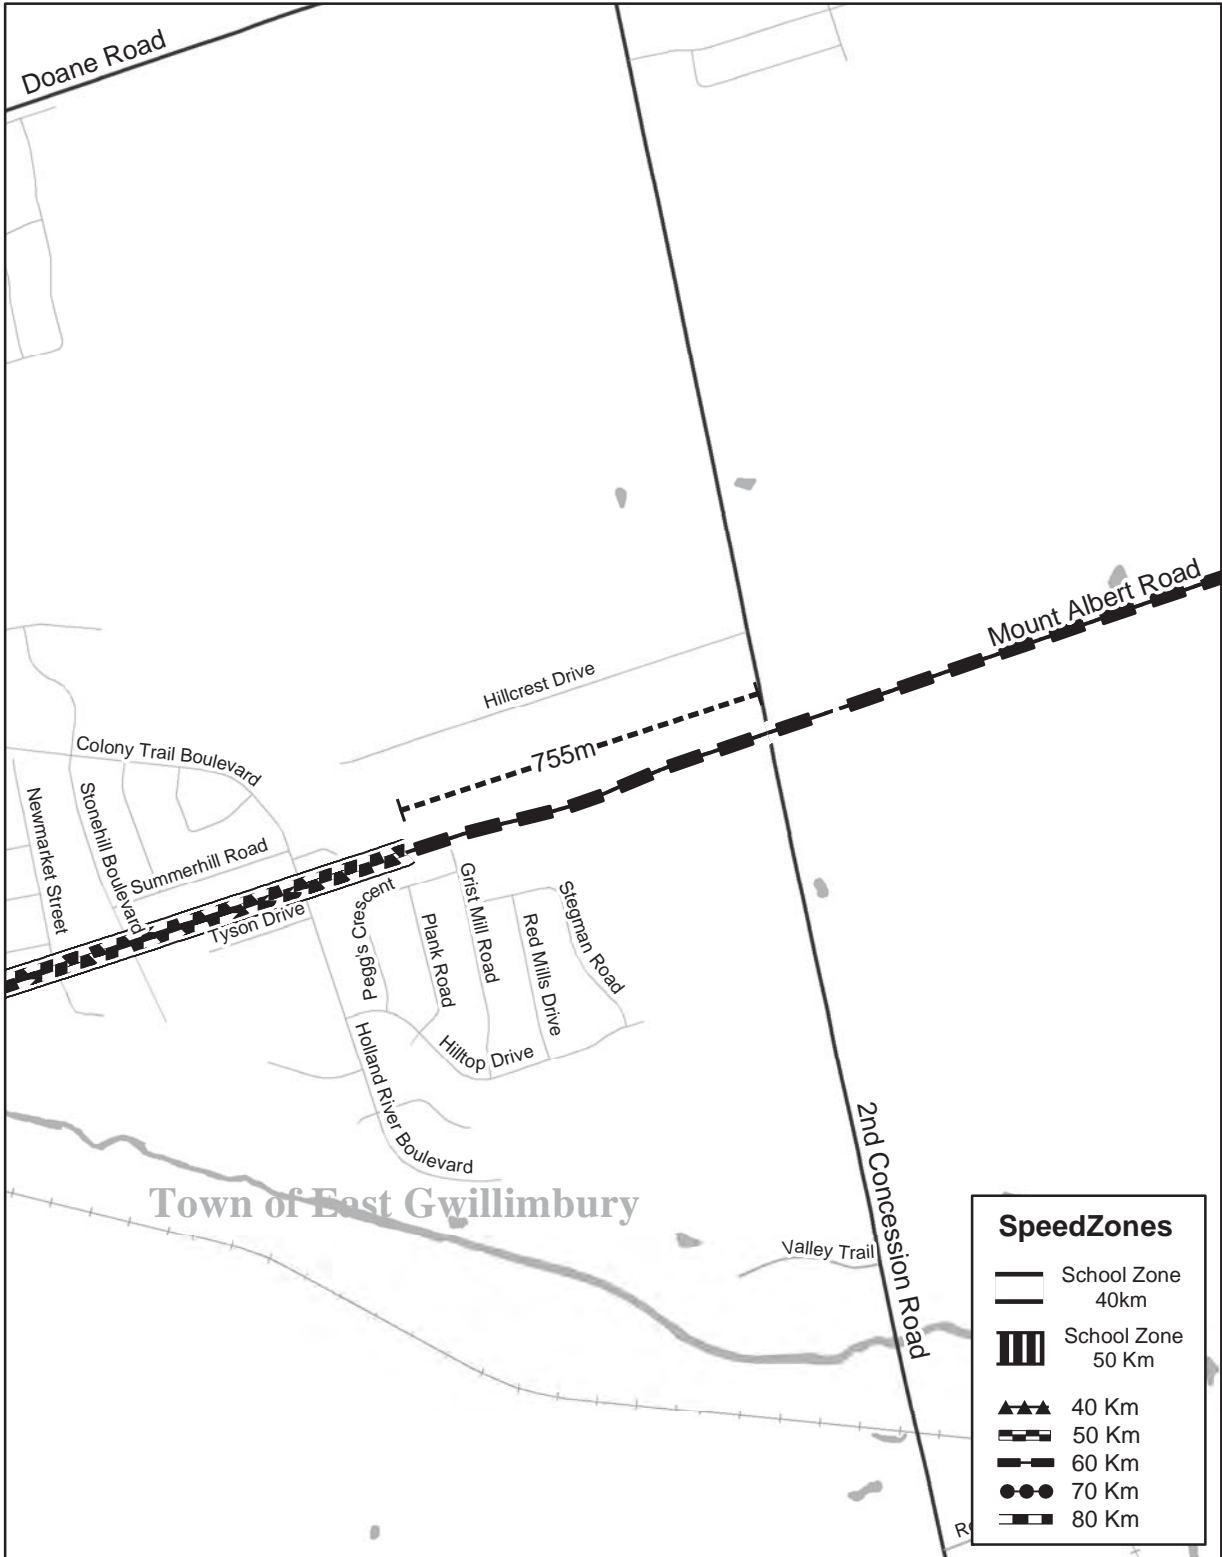 Doane Road
Mount Albert Road
Hillcrest Drive
755m
Colony Trail Boulevard
Newmarket Street
Stonehill Boulevard
Summerhill Road
Tyson Drive
Pegg's Crescent
Plank Road
Grist Mill Road
Red Mills Drive
Stegman Road
Hilltop Drive
Holland River Boulevard
2nd Concession Road
Town of East Gwillimbury
Valley Trail
SpeedZones
School Zone
40km
School Zone
50 Km
40 Km
50 Km
60 Km
70 Km
80 Km